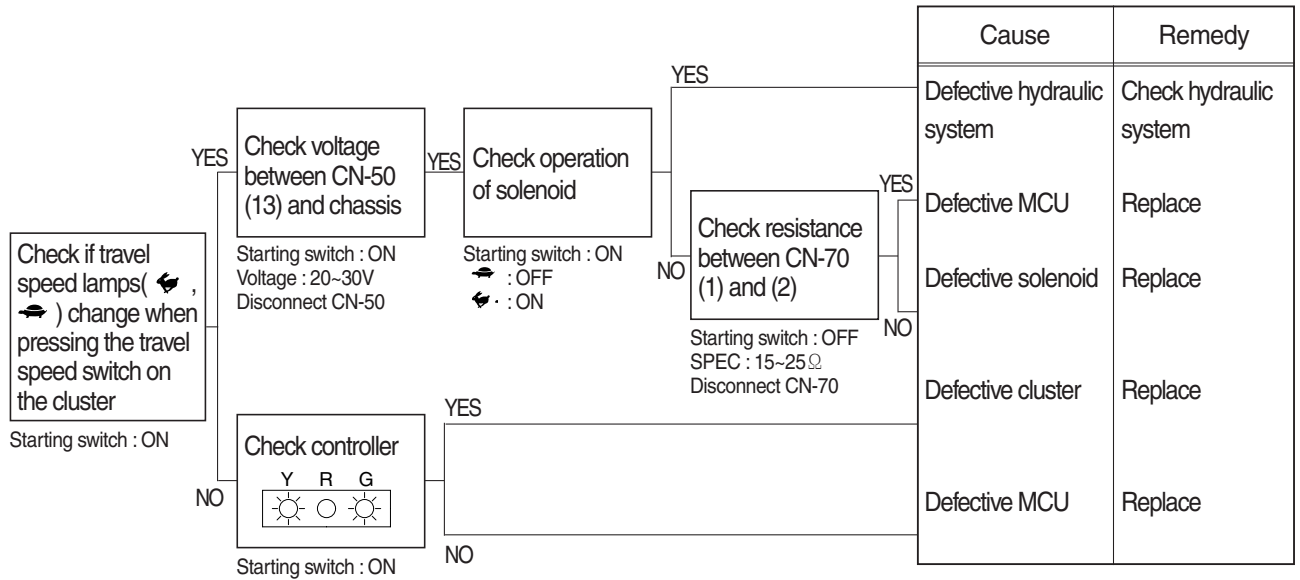 Cause
Remedy
YES
Defective hydraulic
system
Check hydraulic
system
YES
Check voltage
between CN-50
(13) and chassis
YES
Check operation
of solenoid
YES
Defective MCU
Replace
Check if travel
speed lamps( ,
) change when
pressing the travel
speed switch on
the cluster
Starting switch : ON
Starting switch : ON
Voltage : 20~30V
Disconnect CN-50
Starting switch : ON
: OFF
: ON
NO
Check resistance
between CN-70
(1) and (2)
Defective solenoid
Replace
NO
Starting switch : OFF
SPEC : 15~25Ω
Disconnect CN-70
Defective cluster
Replace
YES
Check controller
Y R G
NO
Defective MCU
Replace
NO
Starting switch : ON